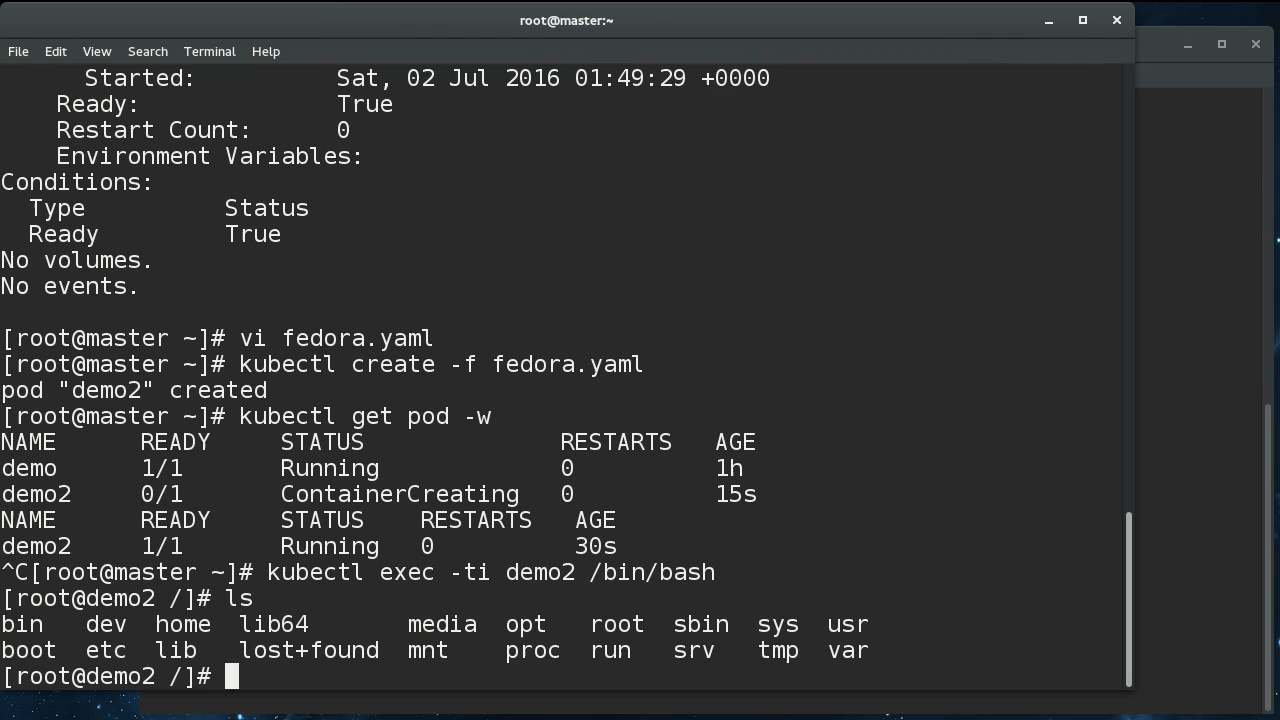 root@master:~
File Edit View Search Terminal Help
Started: Sat, 02 Jul 2016 01:49:29 +0000
Ready: True
Restart Count: 0
Environment Variables:
Conditions:
Type Status
Ready True
No volumes.
No events.
[root@master ~]# vi fedora.yaml
[root@master ~]# kubectl create -f fedora.yaml
pod "demo2" created
[root@master ~]# kubectl get pod -w
NAME READY STATUS RESTARTS AGE
demo 1/1 Running 0 1h
demo2 0/1 ContainerCreating 0 15s
NAME READY STATUS RESTARTS AGE
demo2 1/1 Running 0 30s
^C[root@master ~]# kubectl exec -ti demo2 /bin/bash
[root@demo2 /]# ls
bin dev home lib64 media opt root sbin sys usr
boot etc lib lost+found mnt proc run srv tmp var
[root@demo2 /]#